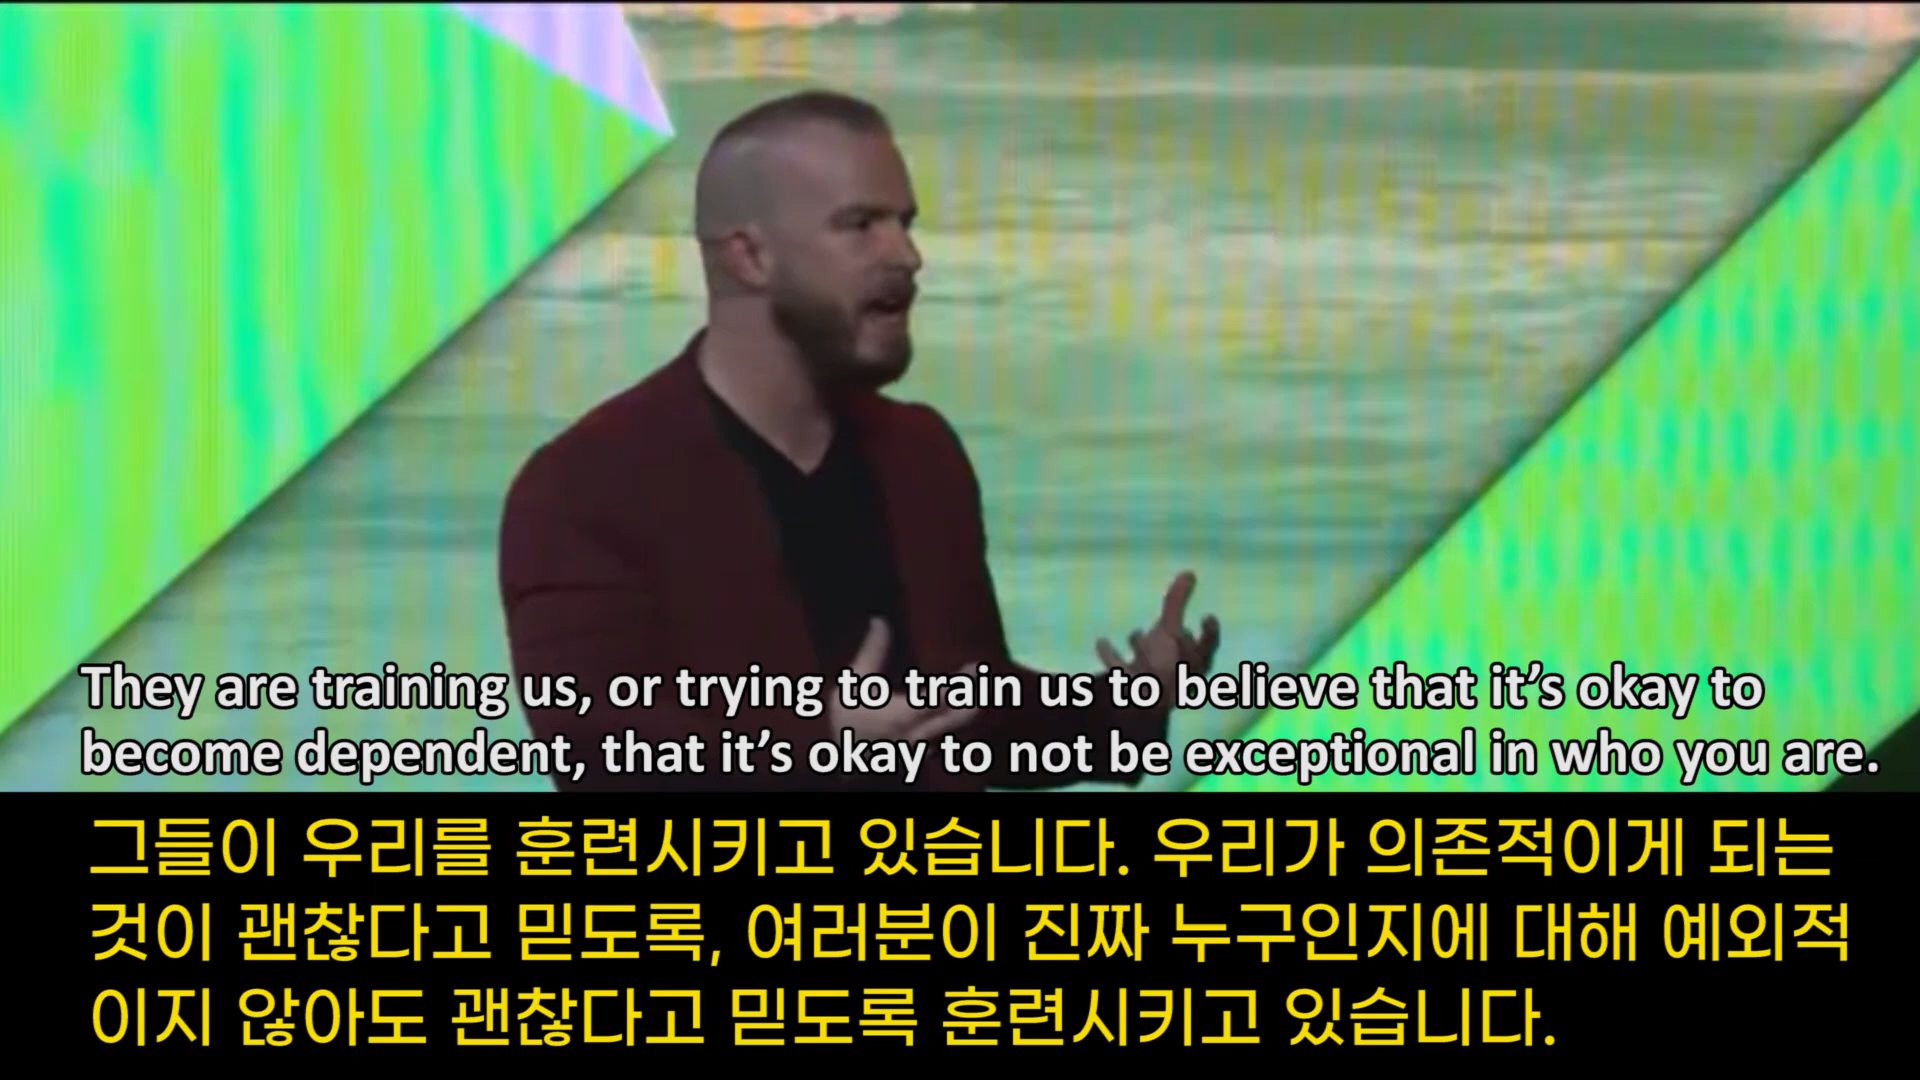 They are training us, or trying to train us to believe that it’s okay to
become dependent, that it’s okay to not be exceptional in who you are.
그들이 우리를 훈련시키고 있습니다. 우리가 의존적이게 되는
것이 괜찮다고 믿도록, 여러분이 진짜 누구인지에 대해 예외적
이지 않아도 괜찮다고 믿도록 훈련시키고 있습니다.